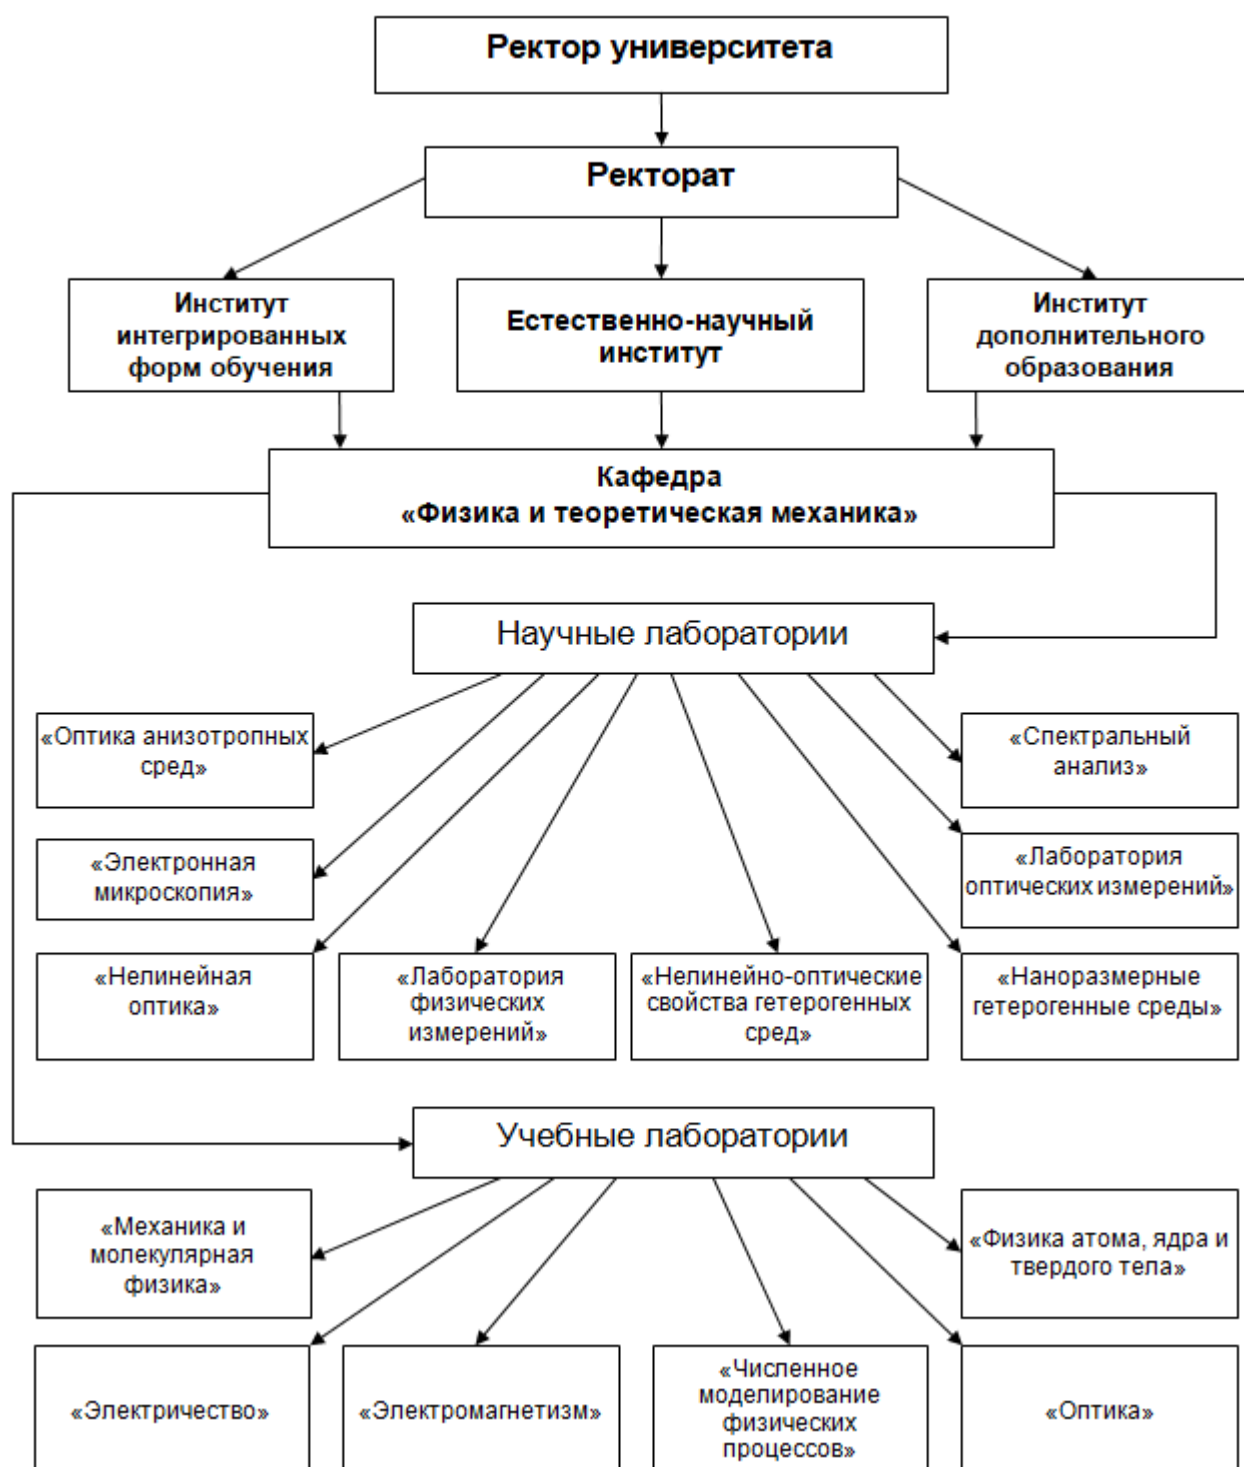 Ректор университета
Ректорат
Институт
интегрированных
форм обучения
Естественно-научный
институт
Институт
дополнительного
образования
Кафедра
«Физика и теоретическая механика»
Научные лаборатории
«Оптика анизотропных
сред»
«Спектральный
анализ»
«Электронная
микроскопия»
«Лаборатория
оптических измерений»
«Нелинейная
оптика»
«Лаборатория
физических
измерений»
«Нелинейно-оптические
свойства гетерогенных
сред»
«Наноразмерные
гетерогенные среды»
Учебные лаборатории
«Механика и
молекулярная
физика»
«Физика атома, ядра и
твердого тела»
«Электричество»
«Электромагнетизм»
«Численное
моделирование
физических
процессов»
«Оптика»